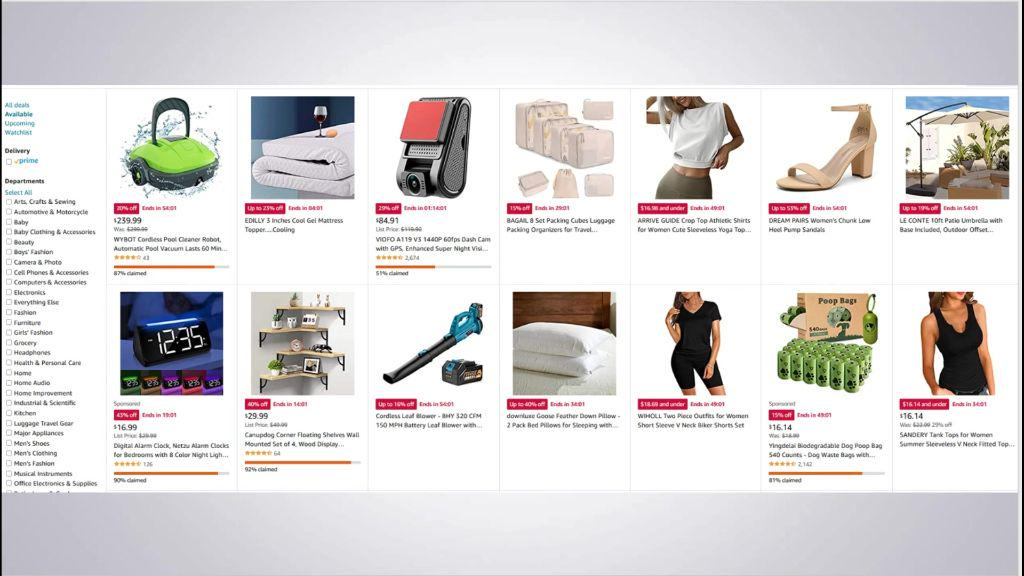 All deals
Available
Upcoming
Watchlist
Delivery
prime
Departments
Select All
Arts, Crafts & Sewing
Automotive & Motorcycle
Baby
Baby Clothing & Accessories
Beauty
Boys' Fashion
Camera & Photo
Cell Phones & Accessories
Computers & Accessories
Electronics
Everything Else
Fashion
Furniture
Girls' Fashion
Grocery
Headphones
Health & Personal Care
Home
Home Audio
Home Improvement
Industrial & Scientific
Kitchen
Luggage Travel Gear
Major Appliances
Men's Shoes
Men's Clothing
Men's Fashion
Musical Instruments
Office Electronics & Supplies
20% off Ends in 54:01
$239.99
Was: $299.99
WYBOT Cordless Pool Cleaner Robot,
Automatic Pool Vacuum Lasts 60 Min...
43
87% claimed
Up to 23% off Ends in 04:01
EDILLY 3 Inches Cool Gel Mattress
Topper....Cooling
29% off Ends in 01:14:01
$84.91
List Price: $119.90
VIOFO A119 V3 1440P 60fps Dash Cam
with GPS, Enhanced Super Night Visi...
2,674
51% claimed
15% off Ends in 29:01
BAGAIL 8 Set Packing Cubes Luggage
Packing Organizers for Travel...
$16.98 and under Ends in 49:01
ARRIVE GUIDE Crop Top Athletic Shirts
for Women Cute Sleeveless Yoga Top...
Up to 53% off Ends in 54:01
DREAM PAIRS Women's Chunk Low
Heel Pump Sandals
Up to 19% off Ends in 54:01
LE CONTE 10ft Patio Umbrella with
Base Included, Outdoor Offset...
12:35
Sponsored
43% off Ends in 19:01
$16.99
List Price: $29.99
Digital Alarm Clock, Netzu Alarm Clocks
for Bedrooms with 8 Color Night Ligh...
126
90% claimed
40% off Ends in 14:01
$29.99
List Price: $49.99
Canupdog Corner Floating Shelves Wall
Mounted Set of 4, Wood Display...
64
92% claimed
Up to 16% off Ends in 54:01
Cordless Leaf Blower - BHY 320 CFM
150 MPH Battery Leaf Blower with...
Up to 40% off Ends in 34:01
downluxe Goose Feather Down Pillow -
2 Pack Bed Pillows for Sleeping with...
$18.69 and under Ends in 49:01
WIHOLL Two Piece Outfits for Women
Short Sleeve V Neck Biker Shorts Set
Poop Bags
540 BAGS
Sponsored
15% off Ends in 49:01
$16.14
Was: $18.99
Yingdelai Biodegradable Dog Poop Bag
540 Counts - Dog Waste Bags with...
2,142
81% claimed
$16.14 and under Ends in 34:01
$16.14
Was: $22.99 29% off
SANDERY Tank Tops for Women
Summer Sleeveless V Neck Fitted Top...